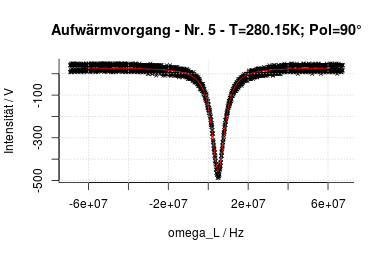 Aufwärmvorgang - Nr. 5 - T=280.15K; Pol=90°
Intensität / V
-100
-300
-500
-6e+07
-2e+07
2e+07
6e+07
omega_L / Hz